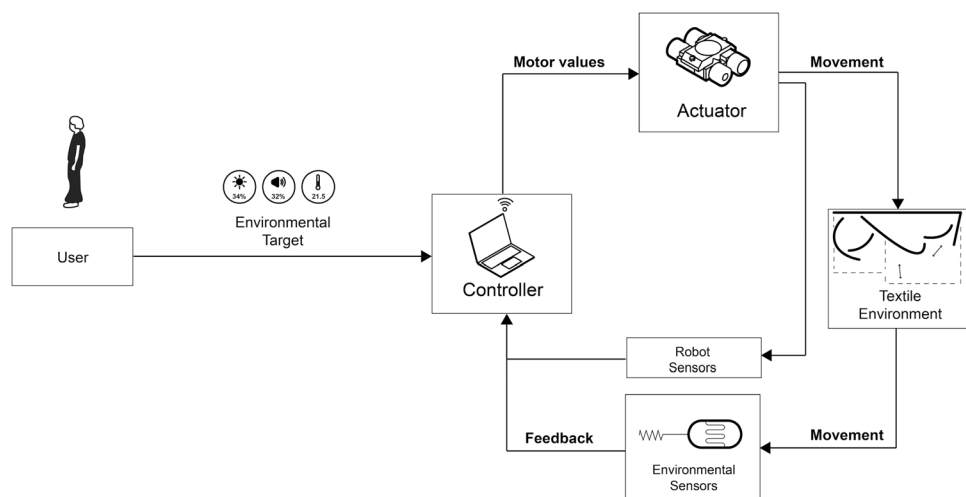 Motor values
Actuator
Movement
34%
32%
21.5
Environmental
Target
User
Controller
Textile
Environment
Robot
Sensors
Feedback
Movement
Environmental
Sensors